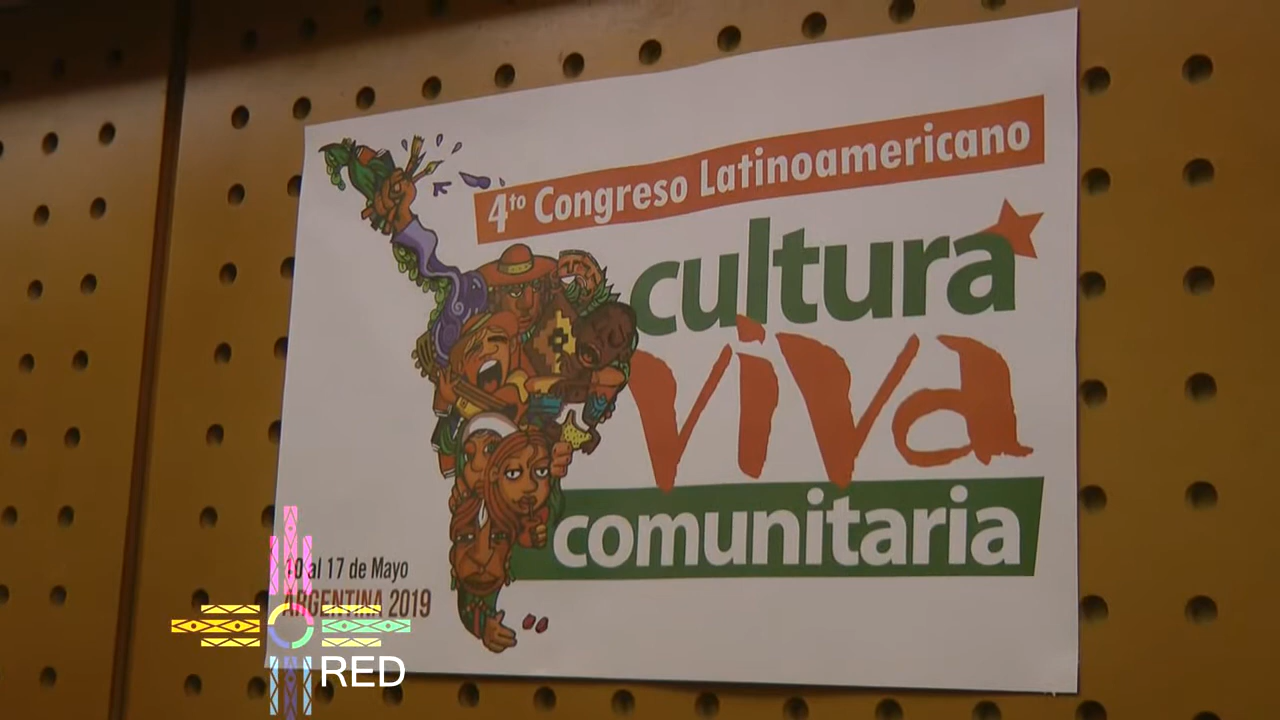 4to Congreso Latinoamericano
cultura
viva
comunitaria
10 al 17 de Mayo
ARGENTINA 2019
RED